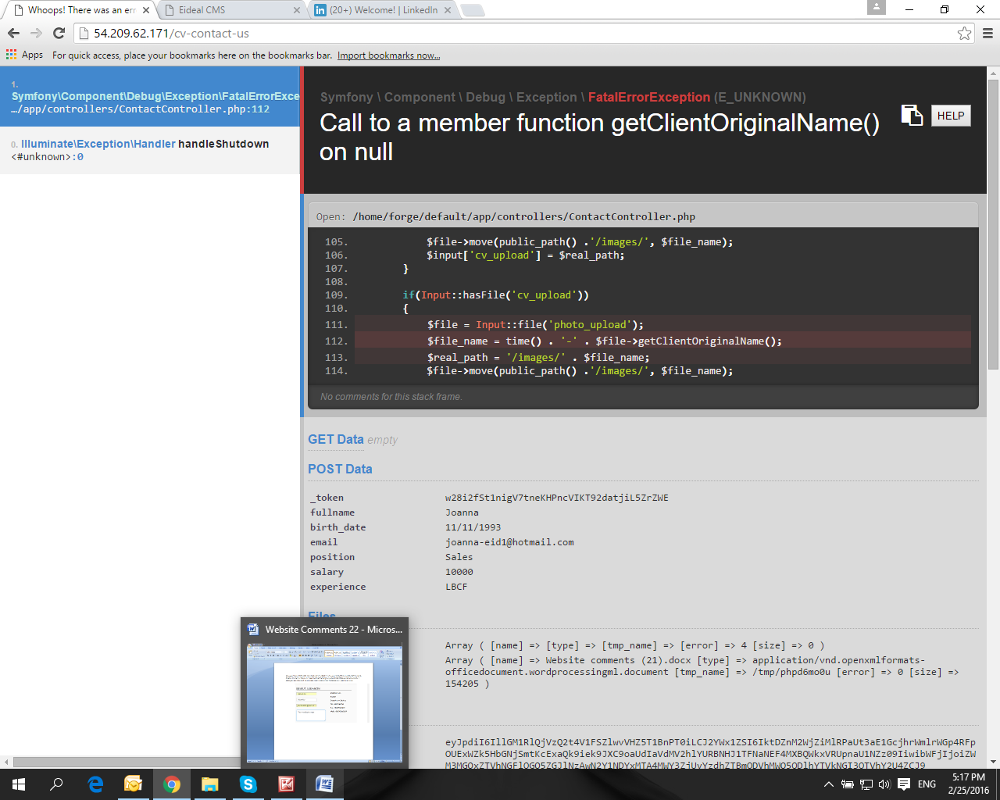 Whoops! There was an err
Eideal CMS
(20+) Welcome! | LinkedIn
54.209.62.171/cv-contact-us
Apps For quick access, place your bookmarks here on the bookmarks bar. Import bookmarks now...
1.
Symfony\Component\Debug\Exception\FatalErrorExce
…/app/controllers/ContactController.php:112
0. Illuminate\Exception\Handler handleShutdown
<#unknown>:0
Symfony \ Component \ Debug \ Exception \ FatalErrorException (E_UNKNOWN)
Call to a member function getClientOriginalName()
on null
HELP
Open: /home/forge/default/app/controllers/ContactController.php
105. $file->move(public_path() .'/images/', $file_name);
106. $input['cv_upload'] = $real_path;
107. }
108.
109. if(Input::hasFile('cv_upload'))
110. {
111. $file = Input::file('photo_upload');
112. $file_name = time() . '-' . $file->getClientOriginalName();
113. $real_path = '/images/' . $file_name;
114. $file->move(public_path() .'/images/', $file_name);
No comments for this stack frame.
GET Data empty
POST Data
_token w28i2fSt1nigV7tneKHPncVIKT92datjiL5ZrZWE
fullname Joanna
birth_date 11/11/1993
email joanna-eid1@hotmail.com
position Sales
salary 10000
experience LBCF
Files
Array ( [name] => [type] => [tmp_name] => [error] => 4 [size] => 0 )
Array ( [name] => Website comments (21).docx [type] => application/vnd.openxmlformats-
officedocument.wordprocessingml.document [tmp_name] => /tmp/phpd6mo0u [error] => 0 [size] =>
154205 )
Website Comments 22 - Micros...
ENG
5:17 PM
2/25/2016